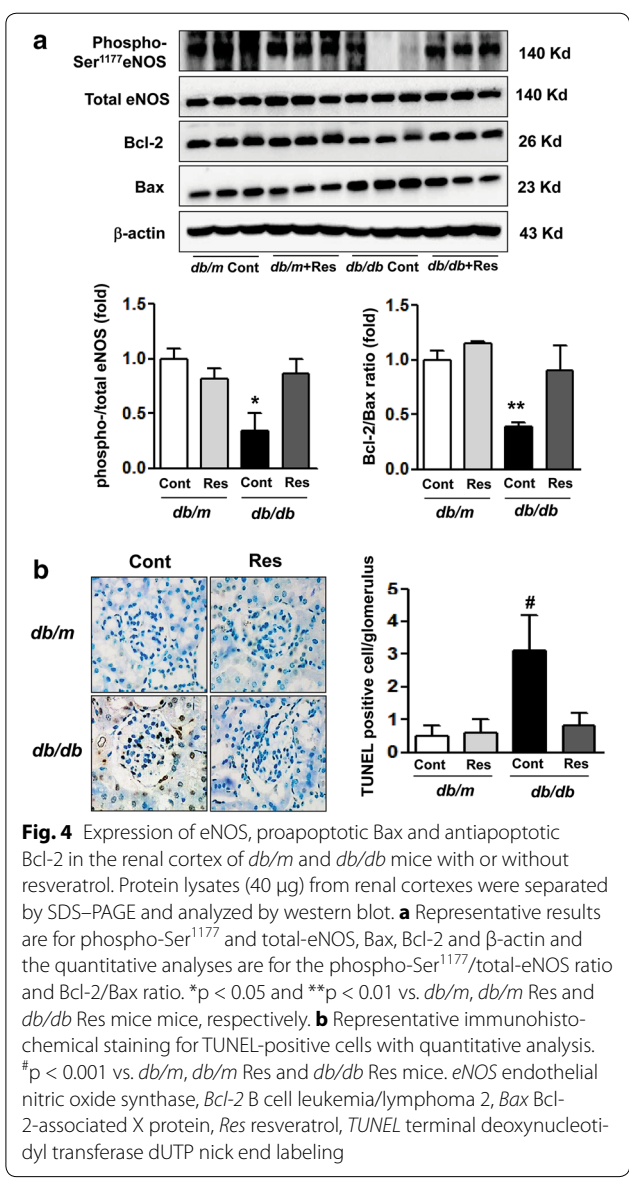 a
Phospho-
Ser1177eNOS
140 Kd
Total eNOS
140 Kd
Bcl-2
26 Kd
Bax
23 Kd
β-actin
43 Kd
db/m Cont db/m+Res db/db Cont db/db+Res
phospho-/total eNOS (fold)
1.5
1.0
0.5
0.0
*
Cont Res Cont Res
db/m db/db
Bcl-2/Bax ratio (fold)
1.5
1.0
0.5
0.0
**
Cont Res Cont Res
db/m db/db
b
Cont Res
db/m
db/db
TUNEL positive cell/glomerulus
5
4
3
2
1
0
#
Cont Res Cont Res
db/m db/db
Fig. 4 Expression of eNOS, proapoptotic Bax and antiapoptotic
Bcl-2 in the renal cortex of db/m and db/db mice with or without
resveratrol. Protein lysates (40 μg) from renal cortexes were separated
by SDS–PAGE and analyzed by western blot. a Representative results
are for phospho-Ser1177 and total-eNOS, Bax, Bcl-2 and β-actin and
the quantitative analyses are for the phospho-Ser1177/total-eNOS ratio
and Bcl-2/Bax ratio. *p < 0.05 and **p < 0.01 vs. db/m, db/m Res and
db/db Res mice mice, respectively. b Representative immunohisto-
chemical staining for TUNEL-positive cells with quantitative analysis.
#p < 0.001 vs. db/m, db/m Res and db/db Res mice. eNOS endothelial
nitric oxide synthase, Bcl-2 B cell leukemia/lymphoma 2, Bax Bcl-
2-associated X protein, Res resveratrol, TUNEL terminal deoxynucleoti-
dyl transferase dUTP nick end labeling